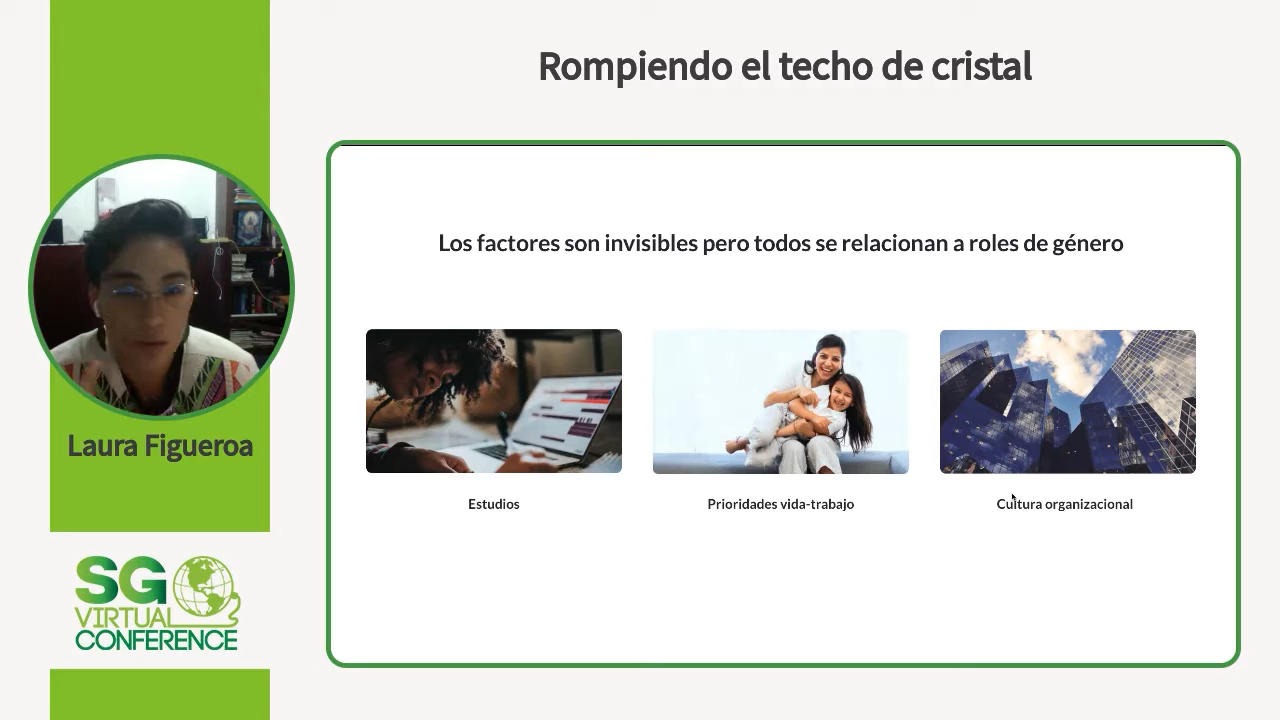 Rompiendo el techo de cristal
Los factores son invisibles pero todos se relacionan a roles de género
Estudios
Prioridades vida-trabajo
Cultura organizacional
Laura Figueroa
SG
VIRTUAL
CONFERENCE